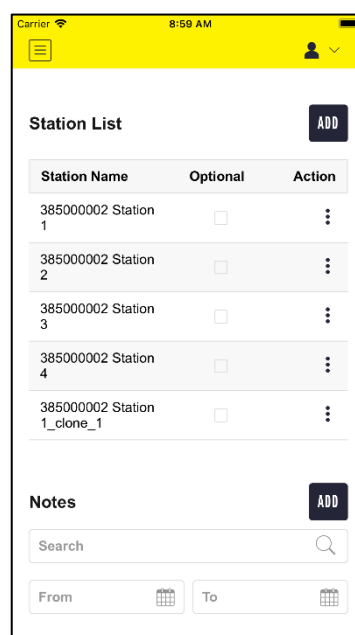 Carrier 8:59 AM
Station List ADD
Station Name Optional Action
385000002 Station
1
385000002 Station
2
385000002 Station
3
385000002 Station
4
385000002 Station
1_clone_1
Notes ADD
Search
From To